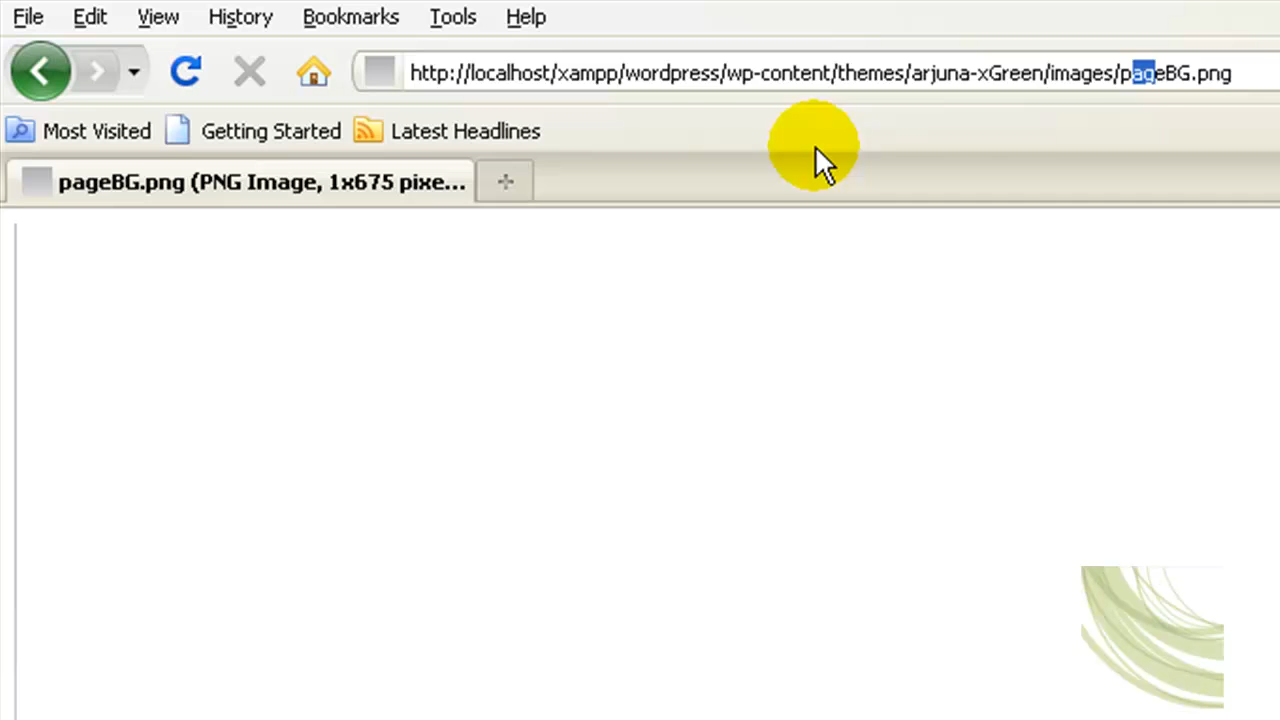 File Edit View History Bookmarks Tools Help
http://localhost/xampp/wordpress/wp-content/themes/arjuna-xGreen/images/pageBG.png
Most Visited Getting Started Latest Headlines
pageBG.png (PNG Image, 1x675 pixe...